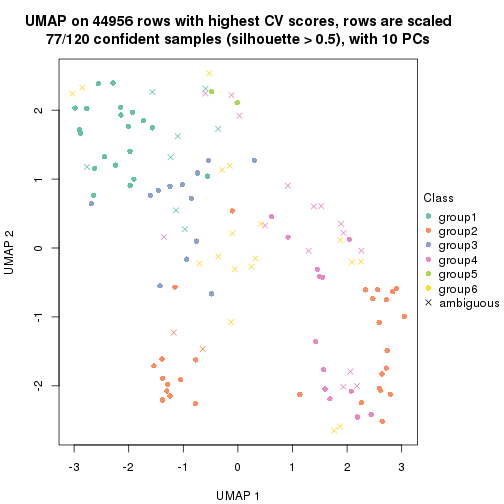 UMAP on 44956 rows with highest CV scores, rows are scaled
77/120 confident samples (silhouette > 0.5), with 10 PCs
2
1
0
-1
-2
UMAP 2
-3
-2
-1
0
1
2
3
UMAP 1
Class
group1
group2
group3
group4
group5
group6
ambiguous